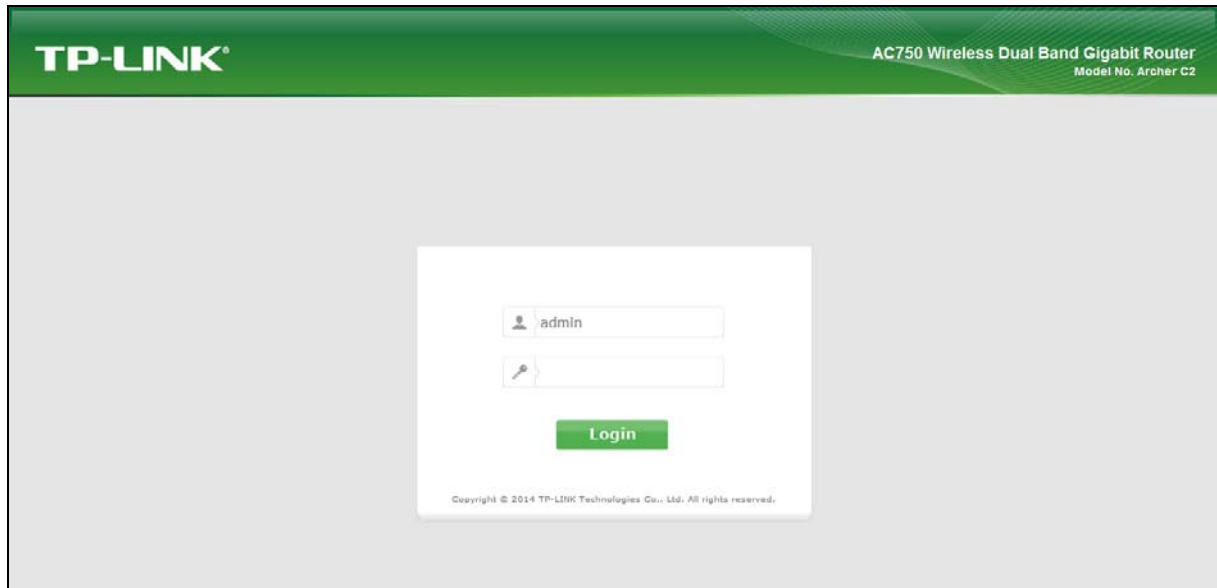 TP-LINK®
AC750 Wireless Dual Band Gigabit Router
Model No. Archer C2
admin
Login
Copyright © 2014 TP-LINK Technologies Co., Ltd. All rights reserved.